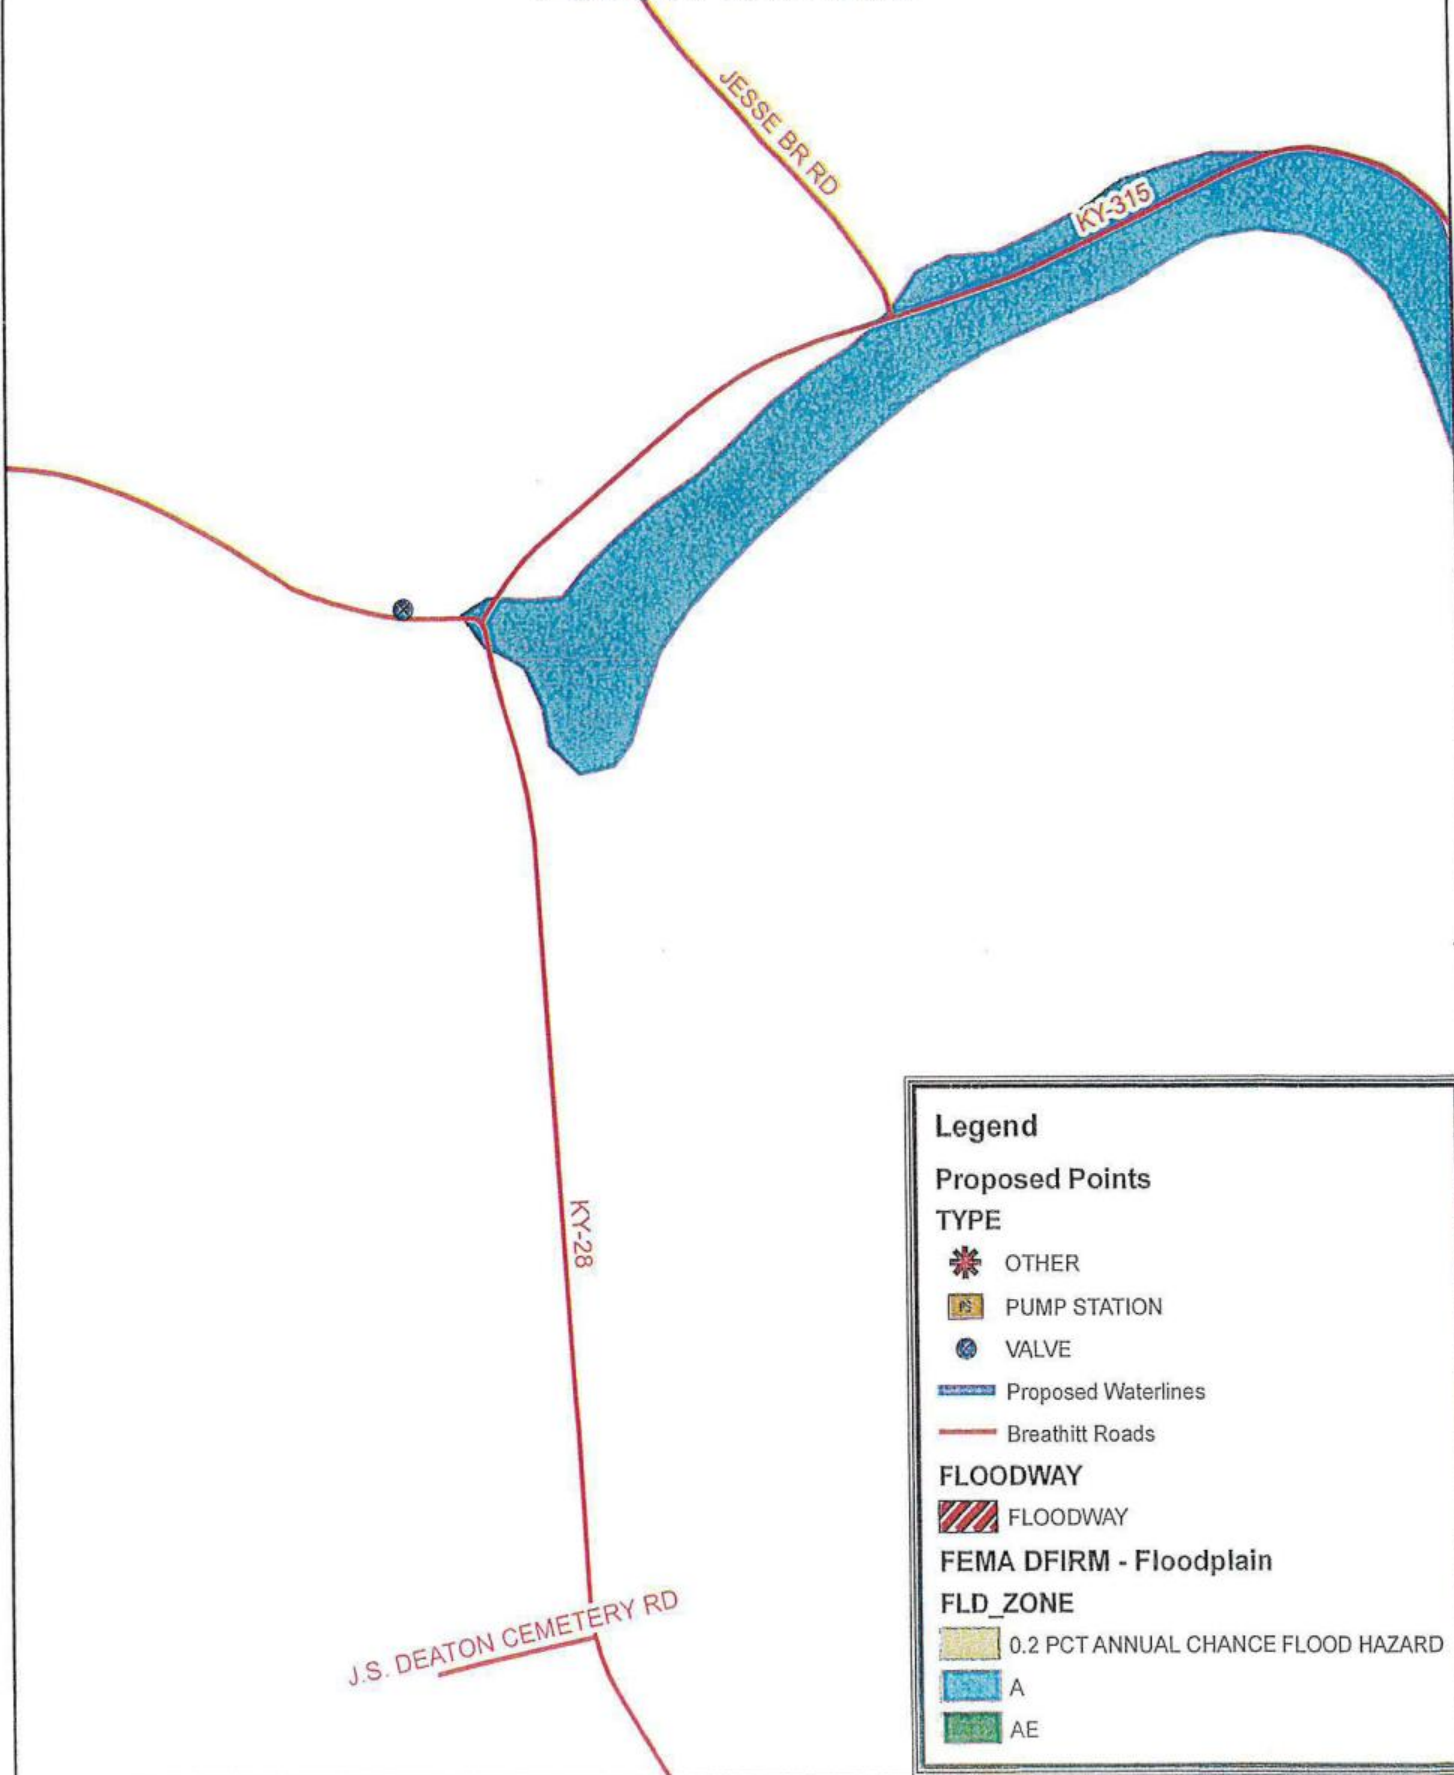 JESSE BR RD
KY-315
KY-28
J.S. DEATON CEMETERY RD
Legend
Proposed Points
TYPE
OTHER
PS PUMP STATION
VALVE
Proposed Waterlines
Breathitt Roads
FLOODWAY
FLOODWAY
FEMA DFIRM - Floodplain
FLD_ZONE
0.2 PCT ANNUAL CHANCE FLOOD HAZARD
A
AE